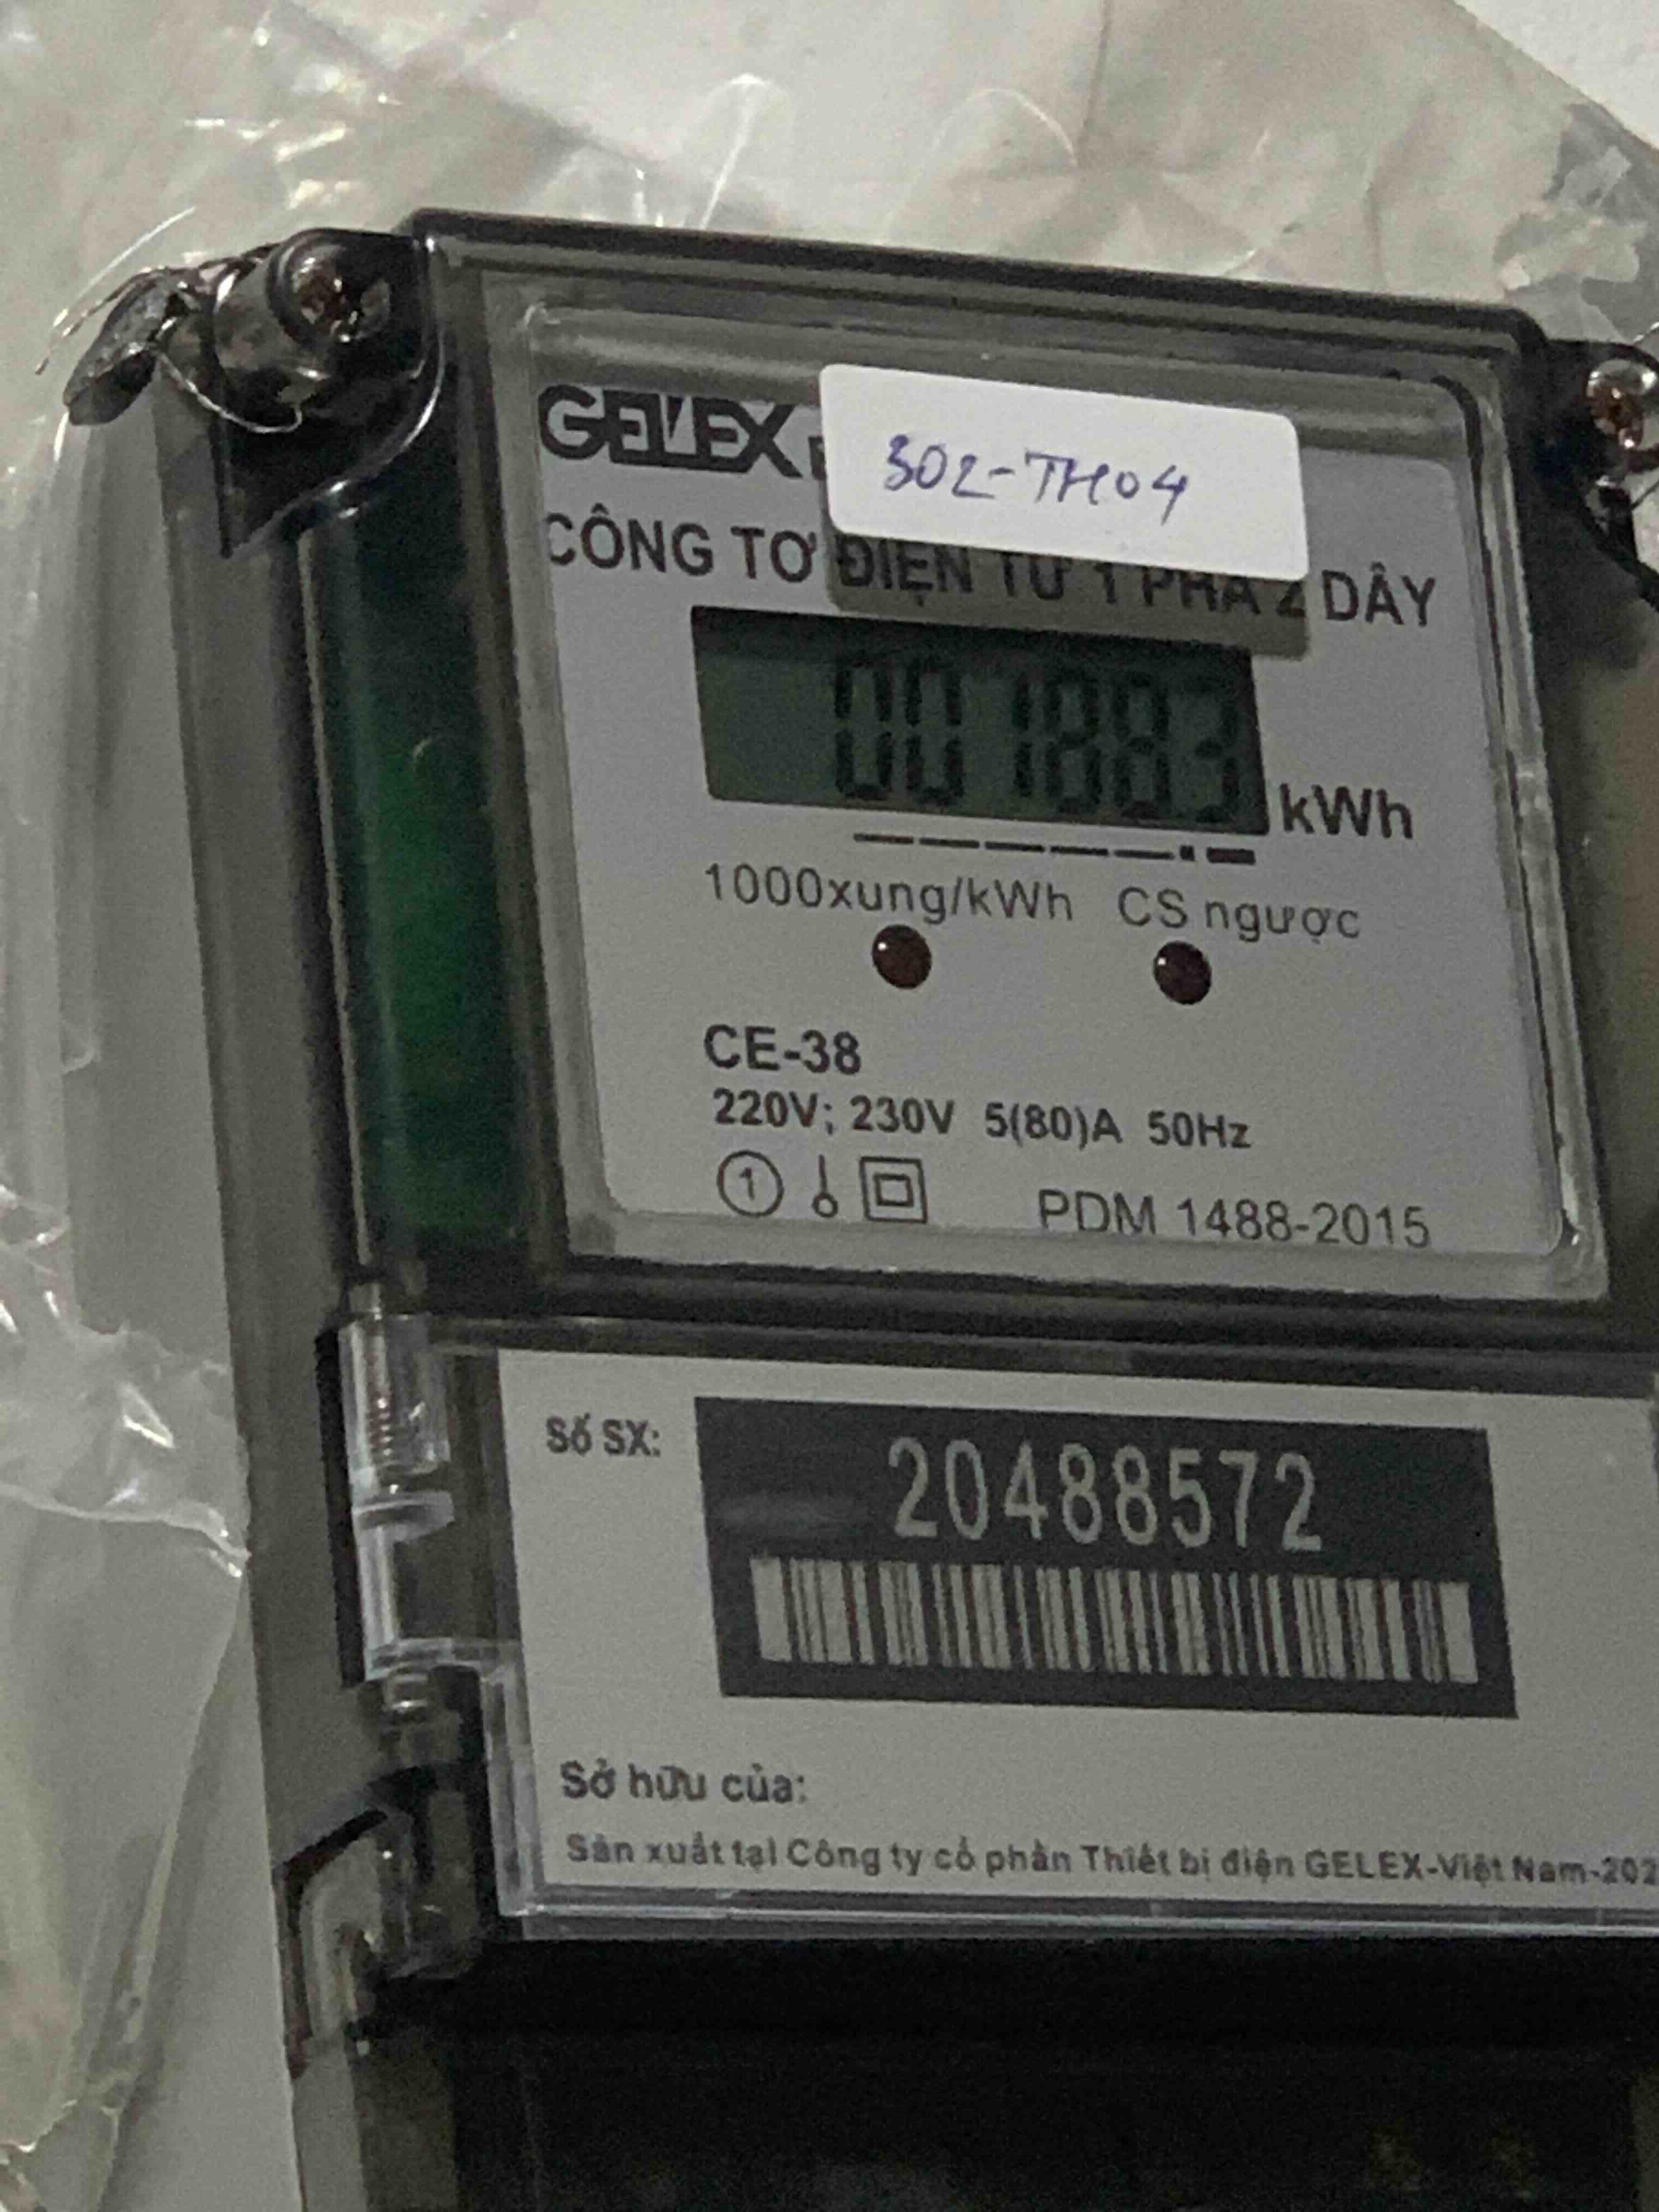 GELEX
302-TH04
CÔNG TƠ ĐIỆN TỬ 1 PHA 2 DÂY
001883
kWh
1000xung/kWh CS ngược
CE-38
220V; 230V 5(80)A 50Hz
1
PDM 1488-2015
Số SX:
20488572
Sở hữu của:
Sản xuất tại Công ty cổ phần Thiết bị điện GELEX-Việt Nam-202